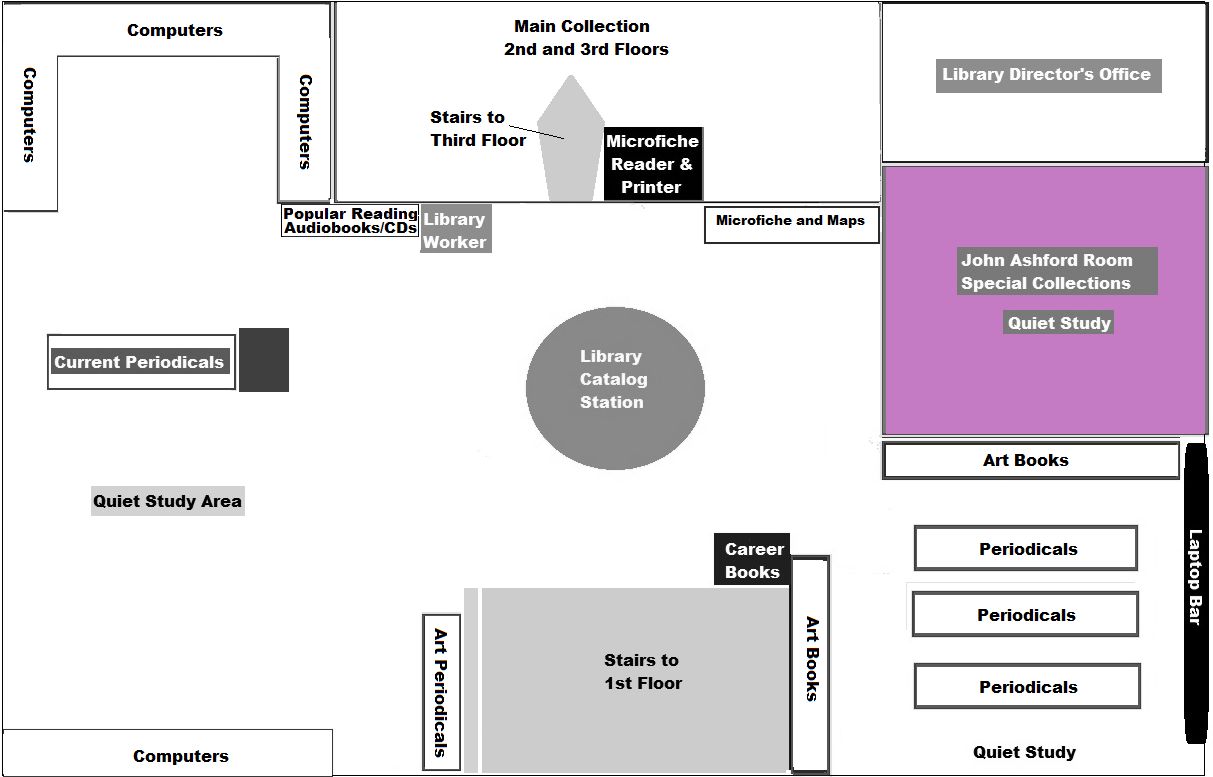 Computers
Computers
Computers
Main Collection
2nd and 3rd Floors
Stairs to
Third Floor
Microfiche
Reader &
Printer
Library Director's Office
Popular Reading
Audiobooks/CDs
Library
Worker
Microfiche and Maps
John Ashford Room
Special Collections
Quiet Study
Current Periodicals
Library
Catalog
Station
Art Books
Quiet Study Area
Career
Books
Periodicals
Laptop Bar
Periodicals
Art Periodicals
Stairs to
1st Floor
Art Books
Periodicals
Computers
Quiet Study